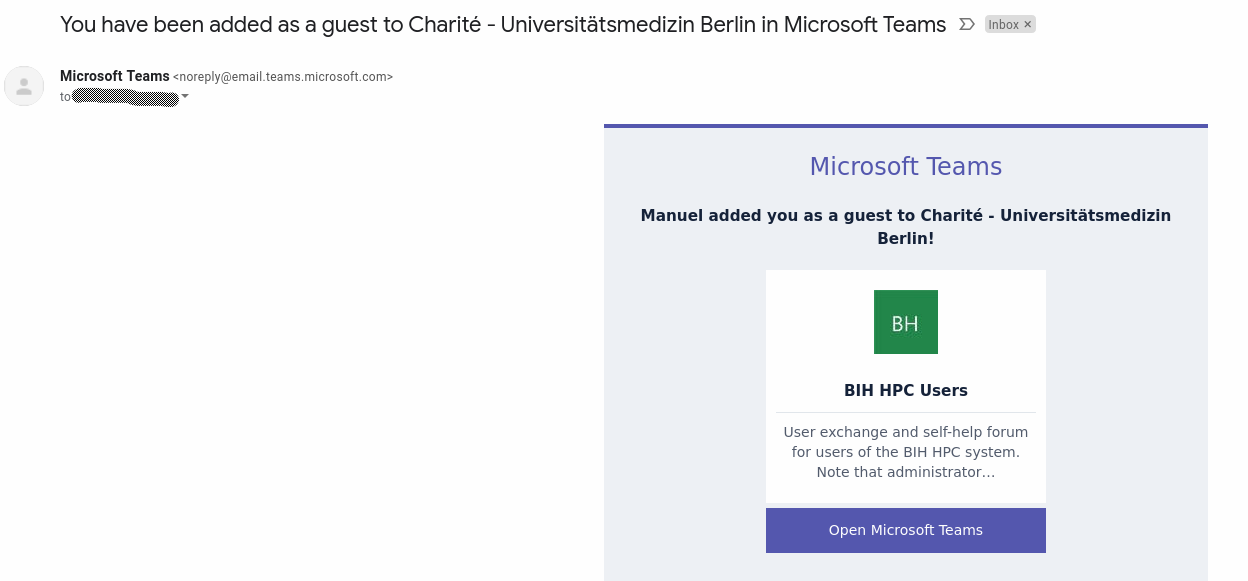 You have been added as a guest to Charité - Universitätsmedizin Berlin in Microsoft Teams
Inbox ×
Microsoft Teams <noreply@email.teams.microsoft.com>
to
Microsoft Teams
Manuel added you as a guest to Charité - Universitätsmedizin
Berlin!
BH
BIH HPC Users
User exchange and self-help forum
for users of the BIH HPC system.
Note that administrator...
Open Microsoft Teams